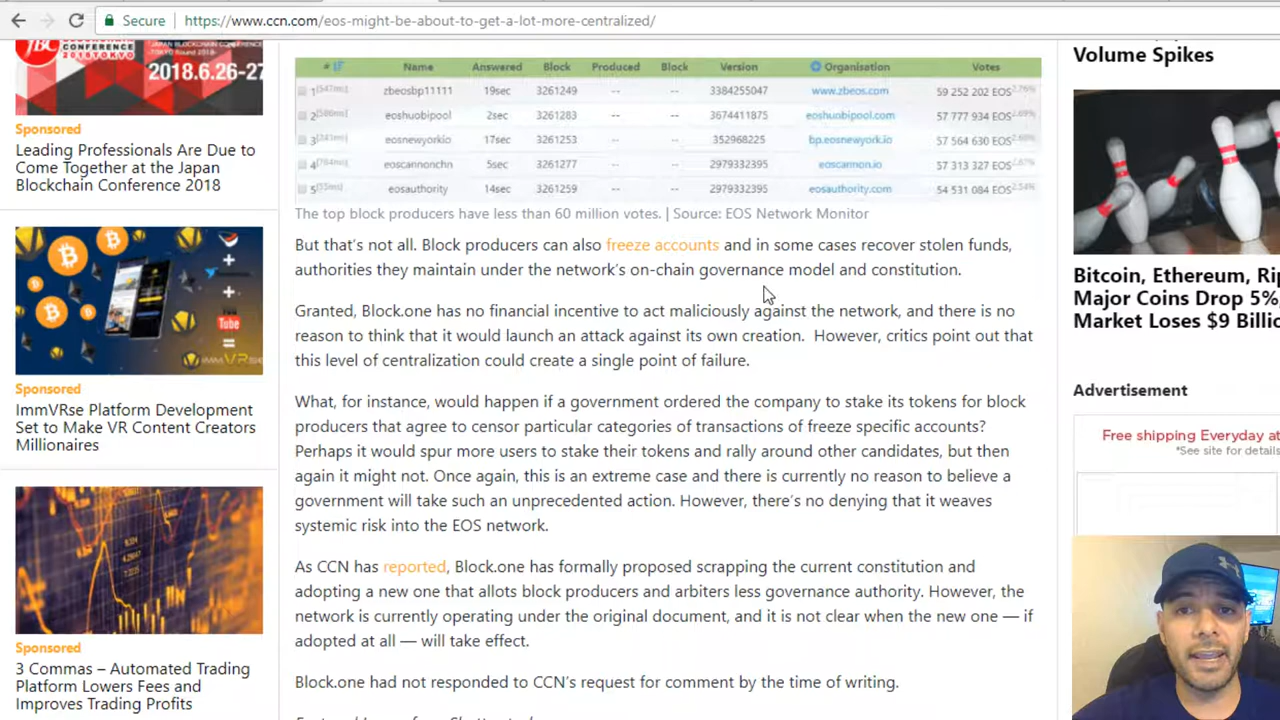 Secure
https://www.ccn.com/eos-might-be-about-to-get-a-lot-more-centralized/
JBC
BLOCKCHAIN
CONFERENCE
2018 TOKYO
2018.6.26-27
Sponsored
Leading Professionals Are Due to
Come Together at the Japan
Blockchain Conference 2018
Sponsored
ImmVRse Platform Development
Set to Make VR Content Creators
Millionaires
Sponsored
3 Commas – Automated Trading
Platform Lowers Fees and
Improves Trading Profits
# Name Answered Block Produced Block Version Organisation Votes
1 zbeosbp11111 19sec 3261249 -- -- 3384255047 www.zbeos.com 59 252 202 EOS
2 eoshuobipool 2sec 3261283 -- -- 3674411875 eoshuobipool.com 57 777 934 EOS
3 eosnewyorkio 17sec 3261253 -- -- 352968225 bp.eosnewyork.io 57 564 630 EOS
4 eoscannonchn 5sec 3261277 -- -- 2979332395 eoscannon.io 57 313 327 EOS
5 eosauthority 14sec 3261259 -- -- 2979332395 eosauthority.com 54 531 084 EOS
The top block producers have less than 60 million votes. | Source: EOS Network Monitor
But that's not all. Block producers can also freeze accounts and in some cases recover stolen funds,
authorities they maintain under the network's on-chain governance model and constitution.
Granted, Block.one has no financial incentive to act maliciously against the network, and there is no
reason to think that it would launch an attack against its own creation. However, critics point out that
this level of centralization could create a single point of failure.
What, for instance, would happen if a government ordered the company to stake its tokens for block
producers that agree to censor particular categories of transactions of freeze specific accounts?
Perhaps it would spur more users to stake their tokens and rally around other candidates, but then
again it might not. Once again, this is an extreme case and there is currently no reason to believe a
government will take such an unprecedented action. However, there's no denying that it weaves
systemic risk into the EOS network.
As CCN has reported, Block.one has formally proposed scrapping the current constitution and
adopting a new one that allots block producers and arbiters less governance authority. However, the
network is currently operating under the original document, and it is not clear when the new one — if
adopted at all — will take effect.
Block.one had not responded to CCN's request for comment by the time of writing.
Volume Spikes
Bitcoin, Ethereum, Rip
Major Coins Drop 5%,
Market Loses $9 Billio
Advertisement
Free shipping Everyday at
*See site for details